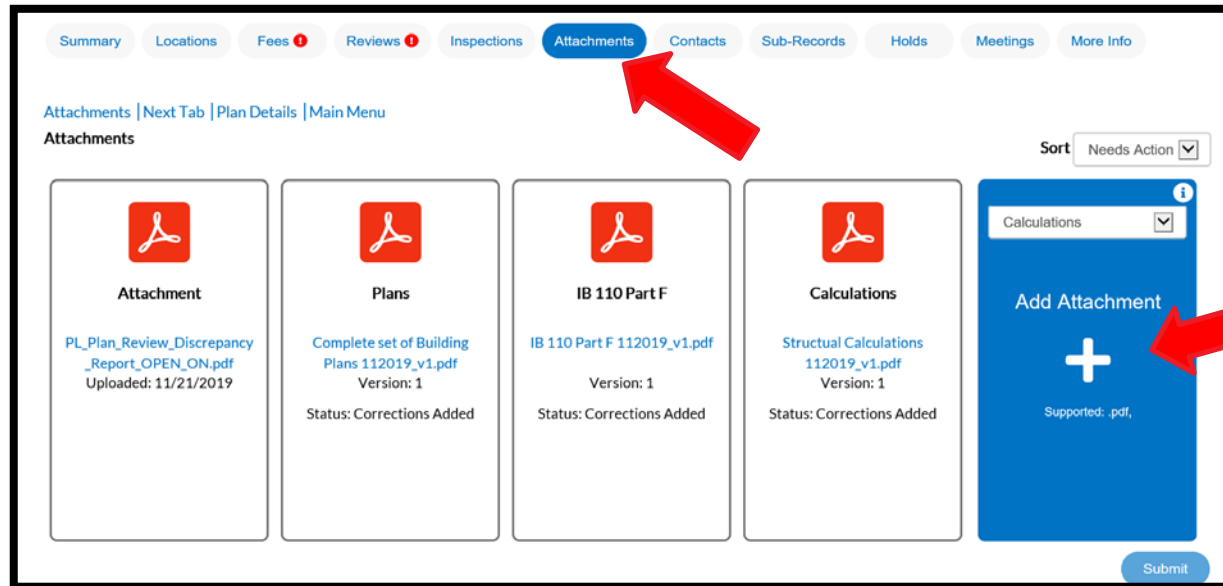 Summary Locations Fees Reviews Inspections Attachments Contacts Sub-Records Holds Meetings More Info
Attachments | Next Tab | Plan Details | Main Menu
Attachments
Sort Needs Action
Attachment
PL_Plan_Review_Discrepancy
_Report_OPEN_ON.pdf
Uploaded: 11/21/2019
Plans
Complete set of Building
Plans 112019_v1.pdf
Version: 1
Status: Corrections Added
IB 110 Part F
IB 110 Part F 112019_v1.pdf
Version: 1
Status: Corrections Added
Calculations
Structual Calculations
112019_v1.pdf
Version: 1
Status: Corrections Added
Calculations
Add Attachment
Supported: .pdf,
Submit